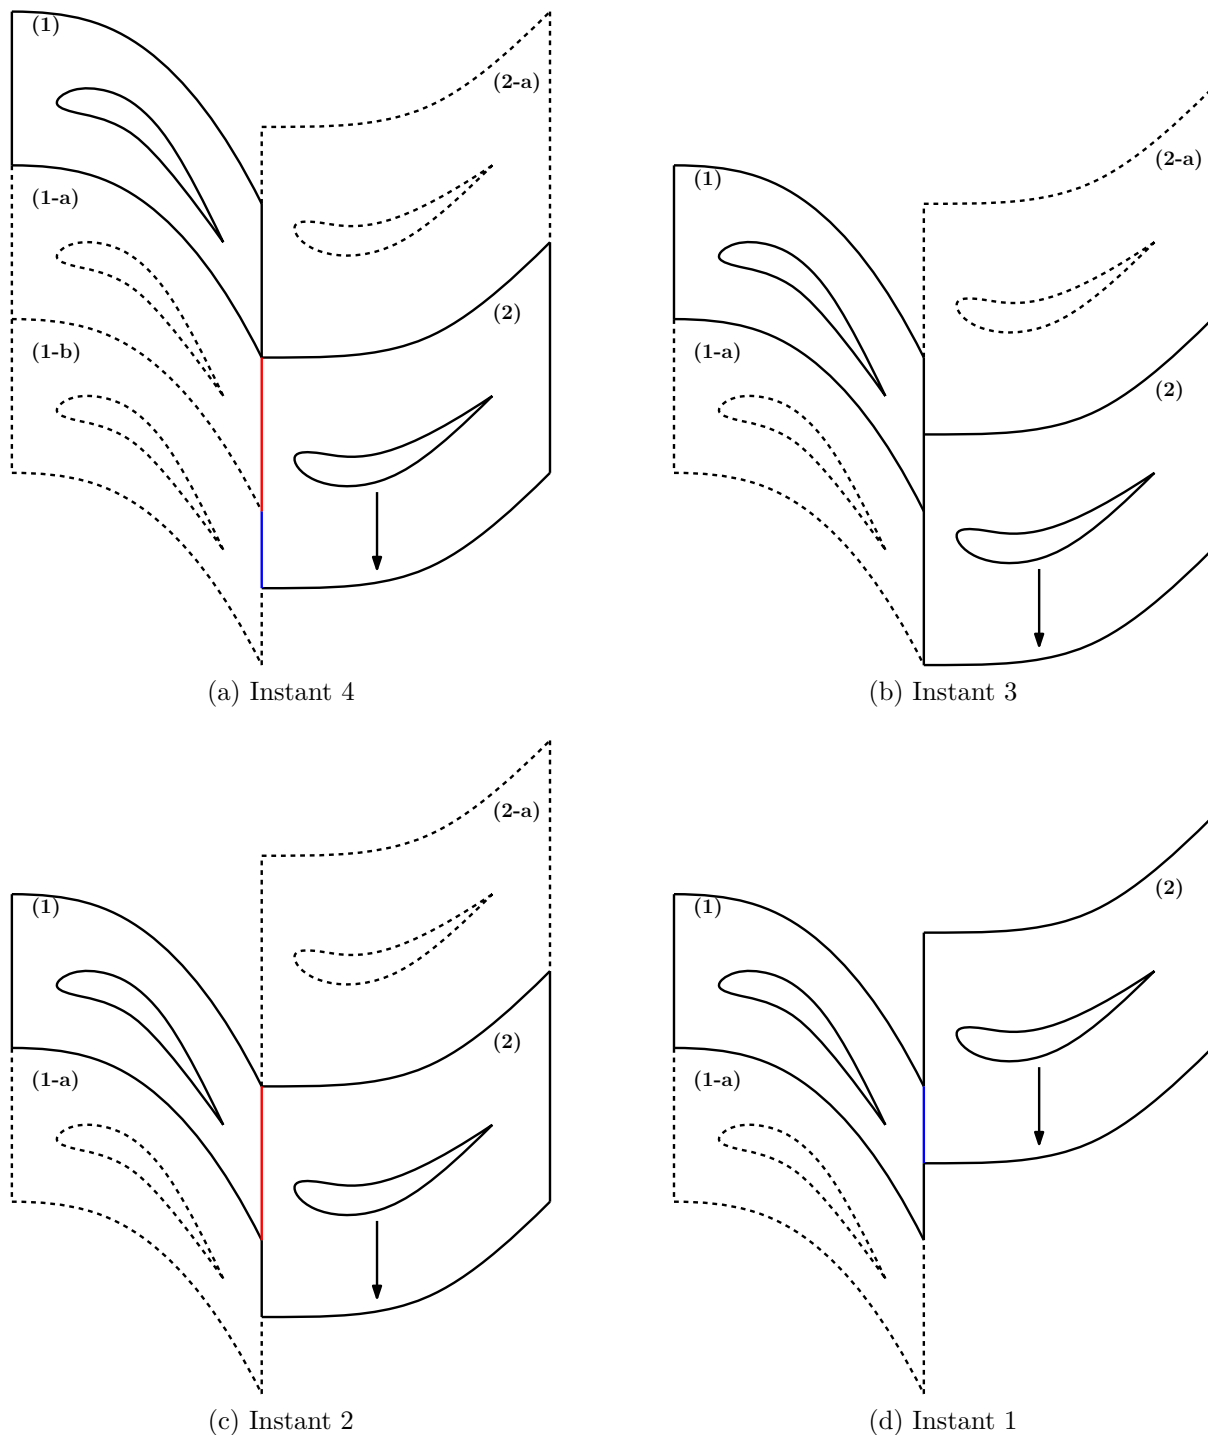 (1)
(2-a)
(1-a)
(2)
(1-b)
(a) Instant 4
(2-a)
(1)
(1-a)
(2)
(b) Instant 3
(2-a)
(1)
(2)
(1-a)
(c) Instant 2
(2)
(1)
(1-a)
(d) Instant 1